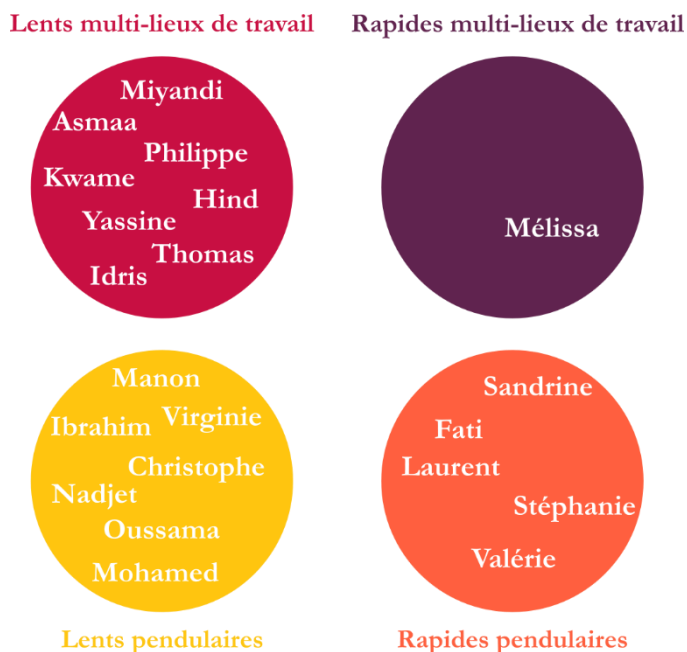 Lents multi-lieux de travail
Rapides multi-lieux de travail
Miyandi
Asmaa
Philippe
Kwame
Hind
Yassine
Thomas
Idris
Mélissa
Manon
Virginie
Ibrahim
Christophe
Nadjet
Oussama
Mohamed
Sandrine
Fati
Laurent
Stéphanie
Valérie
Lents pendulaires
Rapides pendulaires